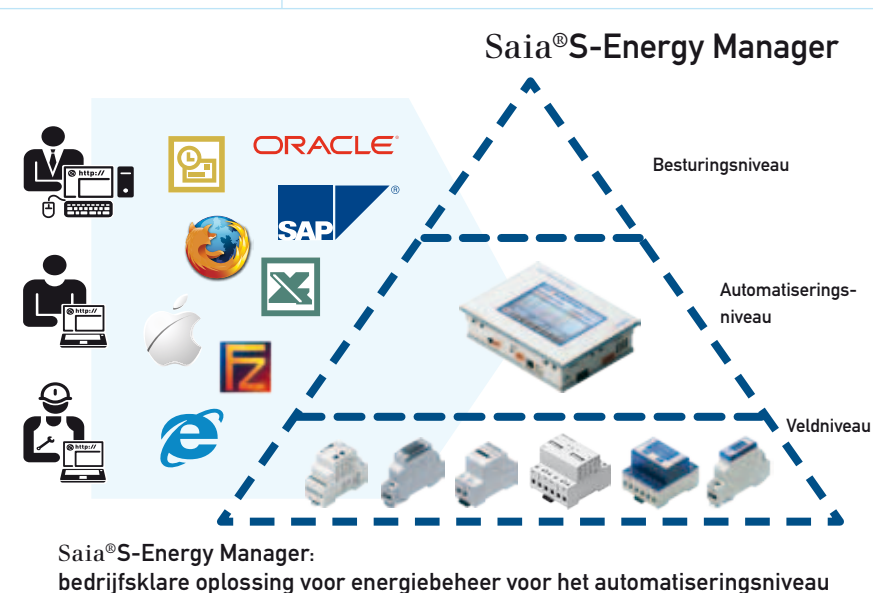 Saia®S-Energy Manager
Besturingsniveau
ORACLE®
@ http://
SAP ®
Automatiserings-
niveau
@ http://
FZ
Veldniveau
@ http://
Saia®S-Energy Manager:
bedrijfsklare oplossing voor energiebeheer voor het automatiseringsniveau